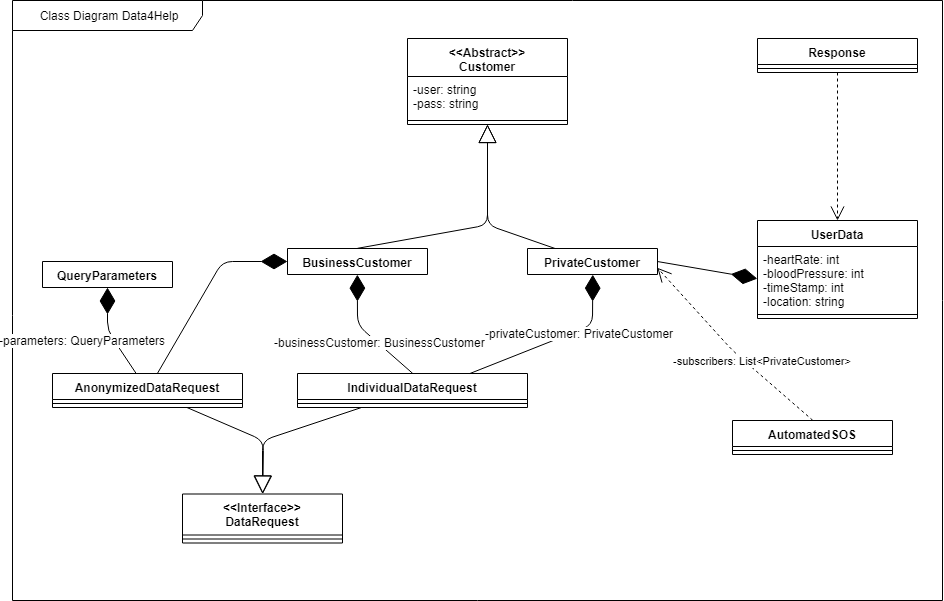 Class Diagram Data4Help
<<Abstract>>
Customer
-user: string
-pass: string
Response
UserData
-heartRate: int
-bloodPressure: int
-timeStamp: int
-location: string
BusinessCustomer
PrivateCustomer
QueryParameters
-parameters: QueryParameters
-businessCustomer: BusinessCustomer
-privateCustomer: PrivateCustomer
-subscribers: List<PrivateCustomer>
AnonymizedDataRequest
IndividualDataRequest
AutomatedSOS
<<Interface>>
DataRequest